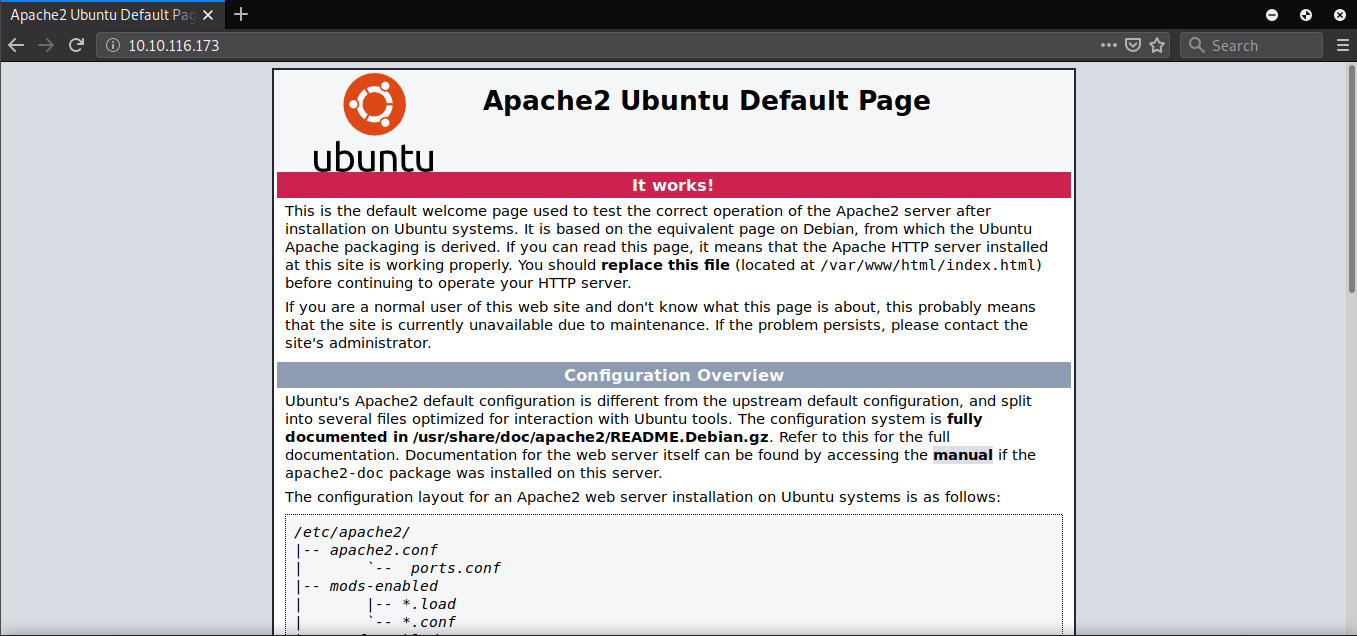 Apache2 Ubuntu Default Pag
10.10.116.173
Search
ubuntu
Apache2 Ubuntu Default Page
It works!
This is the default welcome page used to test the correct operation of the Apache2 server after
installation on Ubuntu systems. It is based on the equivalent page on Debian, from which the Ubuntu
Apache packaging is derived. If you can read this page, it means that the Apache HTTP server installed
at this site is working properly. You should replace this file (located at /var/www/html/index.html)
before continuing to operate your HTTP server.
If you are a normal user of this web site and don't know what this page is about, this probably means
that the site is currently unavailable due to maintenance. If the problem persists, please contact the
site's administrator.
Configuration Overview
Ubuntu's Apache2 default configuration is different from the upstream default configuration, and split
into several files optimized for interaction with Ubuntu tools. The configuration system is fully
documented in /usr/share/doc/apache2/README.Debian.gz. Refer to this for the full
documentation. Documentation for the web server itself can be found by accessing the manual if the
apache2-doc package was installed on this server.
The configuration layout for an Apache2 web server installation on Ubuntu systems is as follows:
/etc/apache2/
|-- apache2.conf
|       `--  ports.conf
|-- mods-enabled
|       |-- *.load
|       `-- *.conf